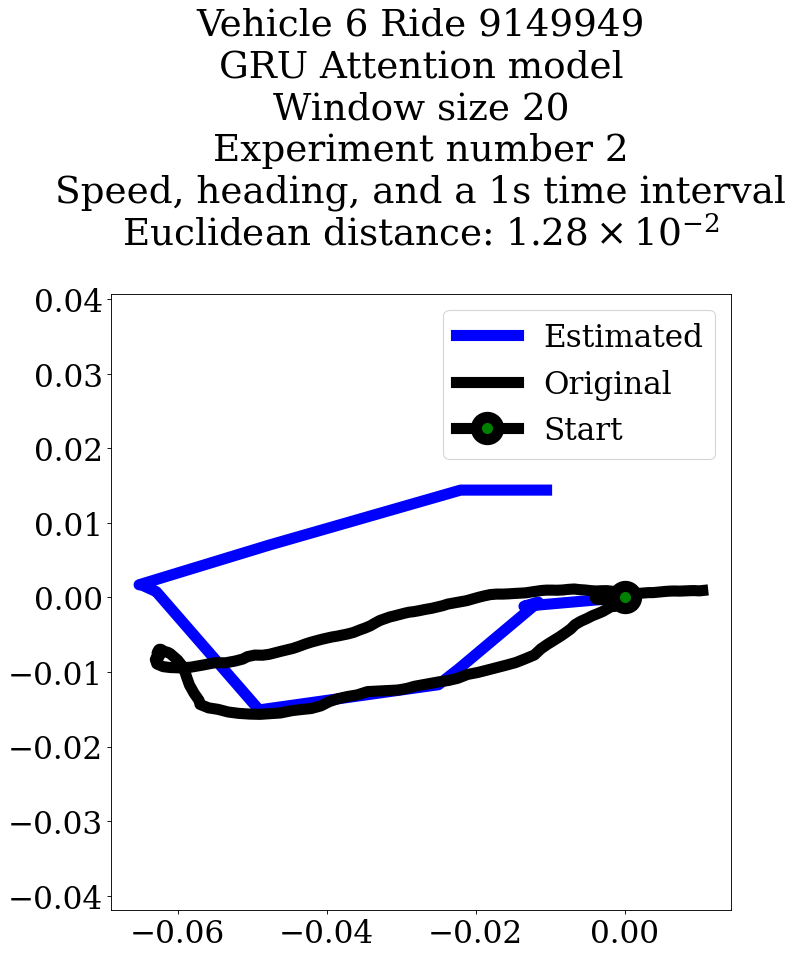 Vehicle 6 Ride 9149949
GRU Attention model
Window size 20
Experiment number 2
Speed, heading, and a 1s time interval
Euclidean distance: 1.28 × 10⁻²
0.04
Estimated
0.03
Original
0.02
Start
0.01
0.00
−0.01
−0.02
−0.03
−0.04
−0.06 −0.04 −0.02 0.00